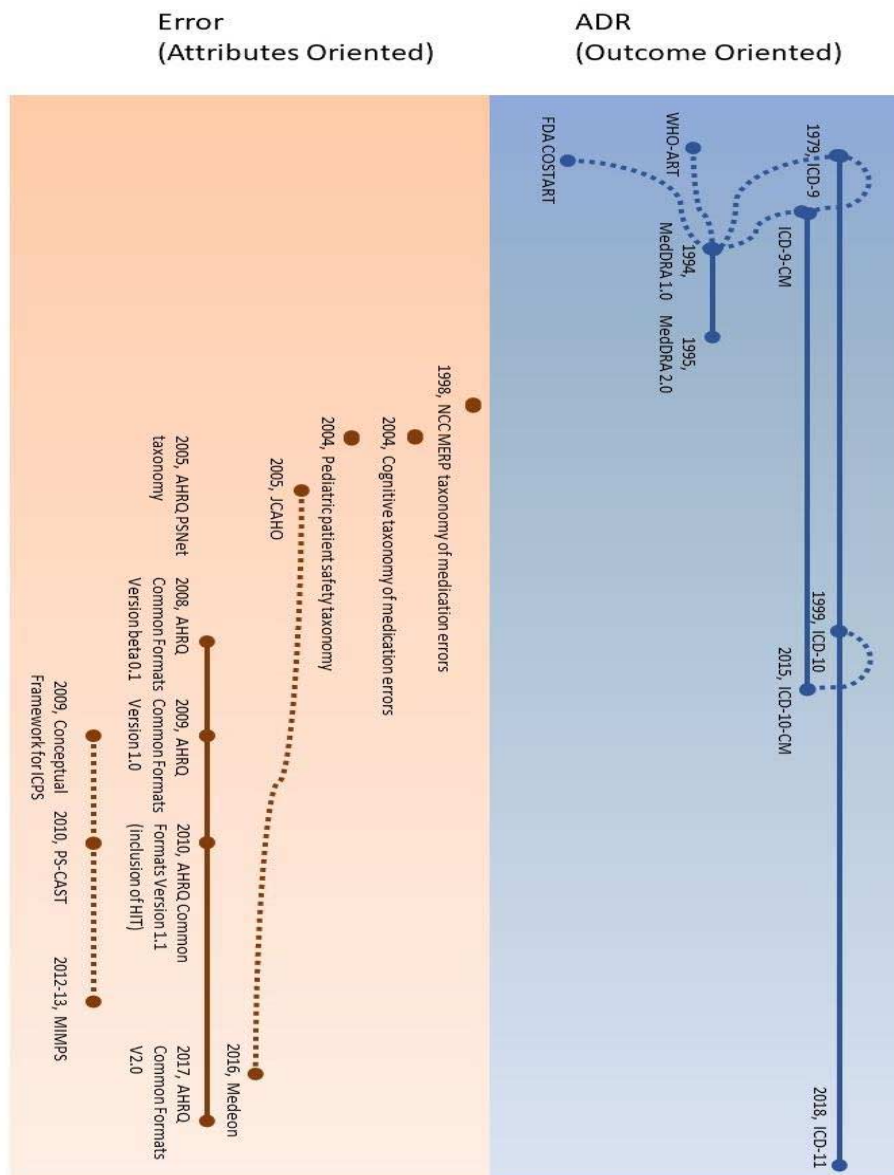 Error
(Attributes Oriented)
ADR
(Outcome Oriented)
1979, ICD-9
ICD-9-CM
1999, ICD-10
2015, ICD-10-CM
2018, ICD-11
WHO-ART
FDA COSTART
1994,
MedDRA 1.0
1995,
MedDRA 2.0
1998, NCC MERP taxonomy of medication errors
2004, Cognitive taxonomy of medication errors
2004, Pediatric patient safety taxonomy
2005, JCAHO
2016, Medeon
2005, AHRQ PSNet
taxonomy
2008, AHRQ
Common Formats
Version beta 0.1
2009, AHRQ
Common Formats
Version 1.0
2010, AHRQ Common
Formats Version 1.1
(inclusion of HIT)
2017, AHRQ
Common Formats
V2.0
2009, Conceptual
Framework for ICPS
2010, PS-CAST
2012-13, MIMPS